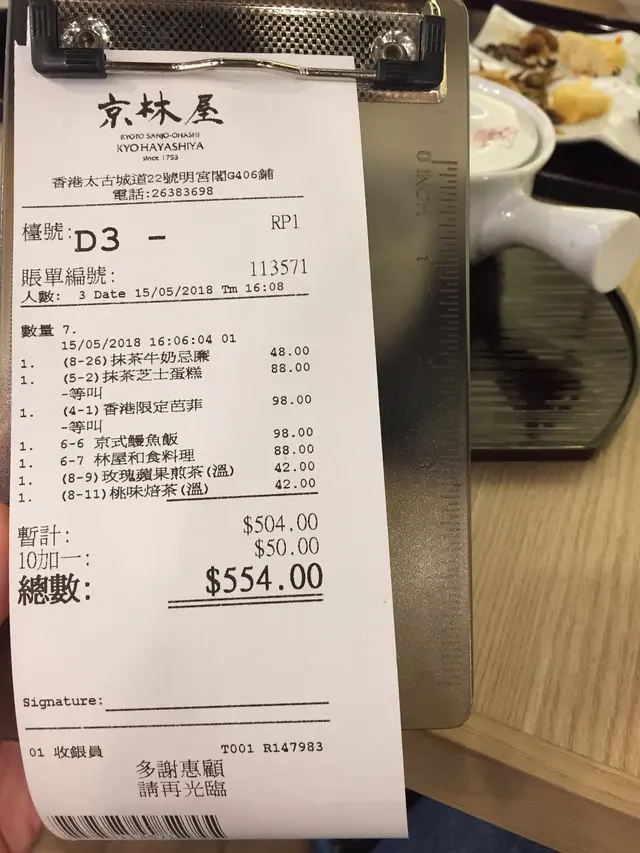 京林屋
KYOTO SANJO-OHASHI
KYO HAYASHIYA
since 1753
香港太古城道22號明宮閣G406鋪
電話:26383698
檯號:D3 - RP1
賬單編號: 113571
人數: 3 Date 15/05/2018 Tm 16:08
數量 7.
15/05/2018 16:06:04 01
1. (8-26)抹茶牛奶忌廉 48.00
1. (5-2)抹茶芝士蛋糕 88.00
-等叫
1. (4-1)香港限定芭菲 98.00
-等叫
1. 6-6 京式鰻魚飯 98.00
1. 6-7 林屋和食料理 88.00
1. (8-9)玫瑰蘋果煎茶(溫) 42.00
1. (8-11)桃味焙茶(溫) 42.00
暫計: $504.00
10加一: $50.00
總數: $554.00
Signature:
01 收銀員 T001 R147983
多謝惠顧
請再光臨
0 INCH 1